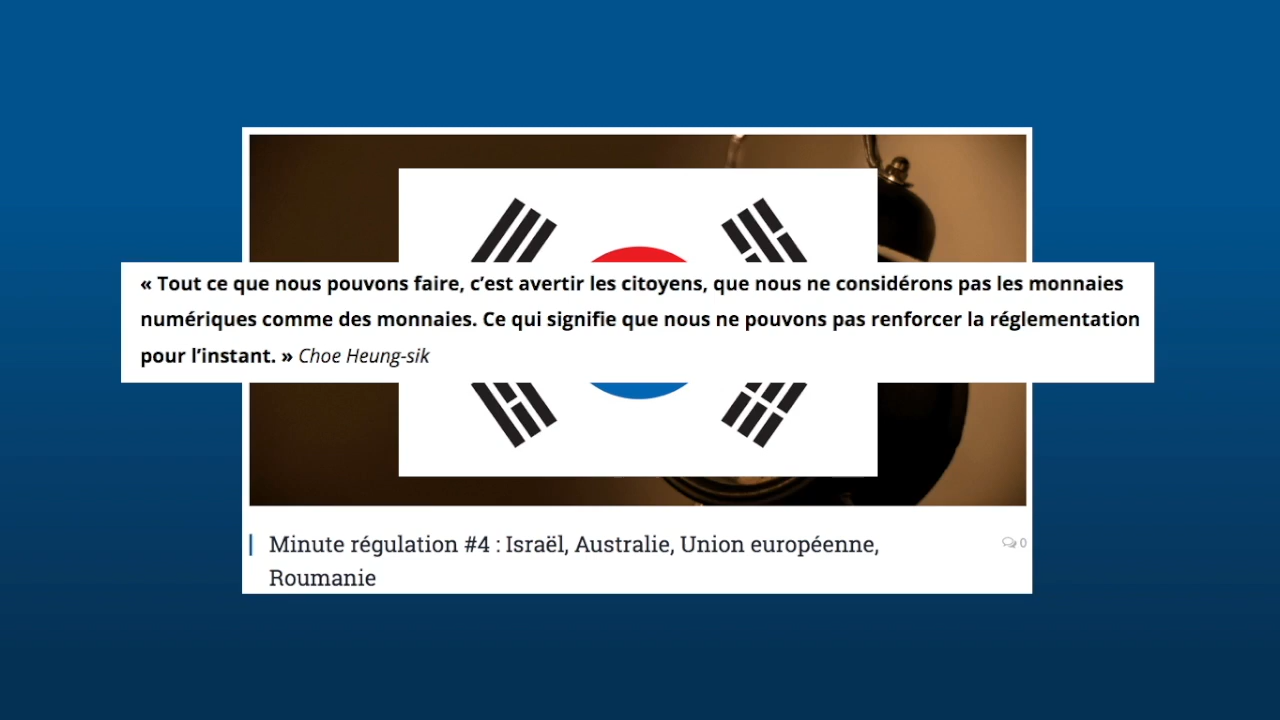 « Tout ce que nous pouvons faire, c’est avertir les citoyens, que nous ne considérons pas les monnaies
numériques comme des monnaies. Ce qui signifie que nous ne pouvons pas renforcer la réglementation
pour l’instant. » Choe Heung-sik
Minute régulation #4 : Israël, Australie, Union européenne,
Roumanie
0